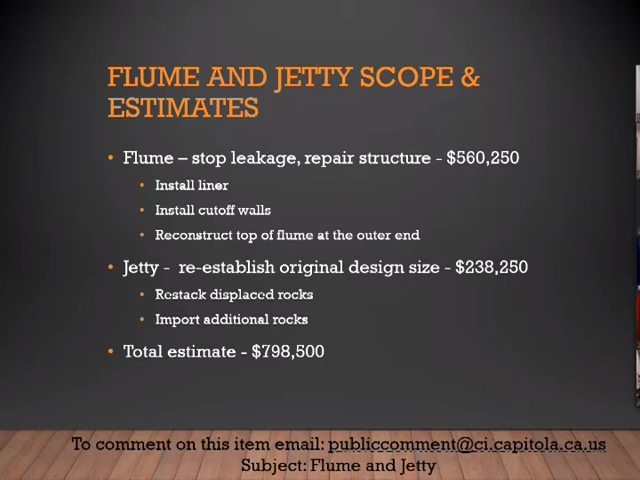 FLUME AND JETTY SCOPE &
ESTIMATES
• Flume – stop leakage, repair structure - $560,250
• Install liner
• Install cutoff walls
• Reconstruct top of flume at the outer end
• Jetty - re-establish original design size - $238,250
• Restack displaced rocks
• Import additional rocks
• Total estimate - $798,500
To comment on this item email: publiccomment@ci.capitola.ca.us
Subject: Flume and Jetty